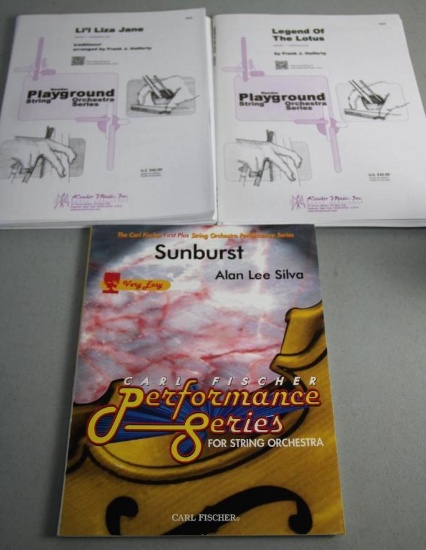 Li'l Liza Jane
traditional
arranged by Frank J. Halferty
Kendor
Playground
String Orchestra
Series
Kendor Music, Inc.
Legend Of
The Lotus
by Frank J. Halferty
Kendor
Playground
String Orchestra
Series
Kendor Music, Inc.
The Carl Fischer First Plus String Orchestra Performance Series
Sunburst
Alan Lee Silva
Very Easy
CARL FISCHER
Performance
Series
FOR STRING ORCHESTRA
CARL FISCHER®